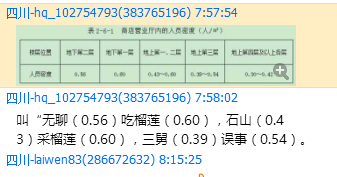 四川-hq_102754793(383765196) 7:57:54
表 2-6-1 商店营业厅内的人员密度（人/m²）
楼层位置 地下第二层 地下第一层 地上第一、二层 地上第三层 地上第四层及以上各层
人员密度 0.56 0.60 0.43～0.60 0.39～0.54 0.30～0.42
四川-hq_102754793(383765196) 7:58:02
叫“无聊（0.56）吃榴莲（0.60），石山（0.4
3）采榴莲（0.60），三舅（0.39）误事（0.54）。
四川-laiwen83(286672632) 8:15:25